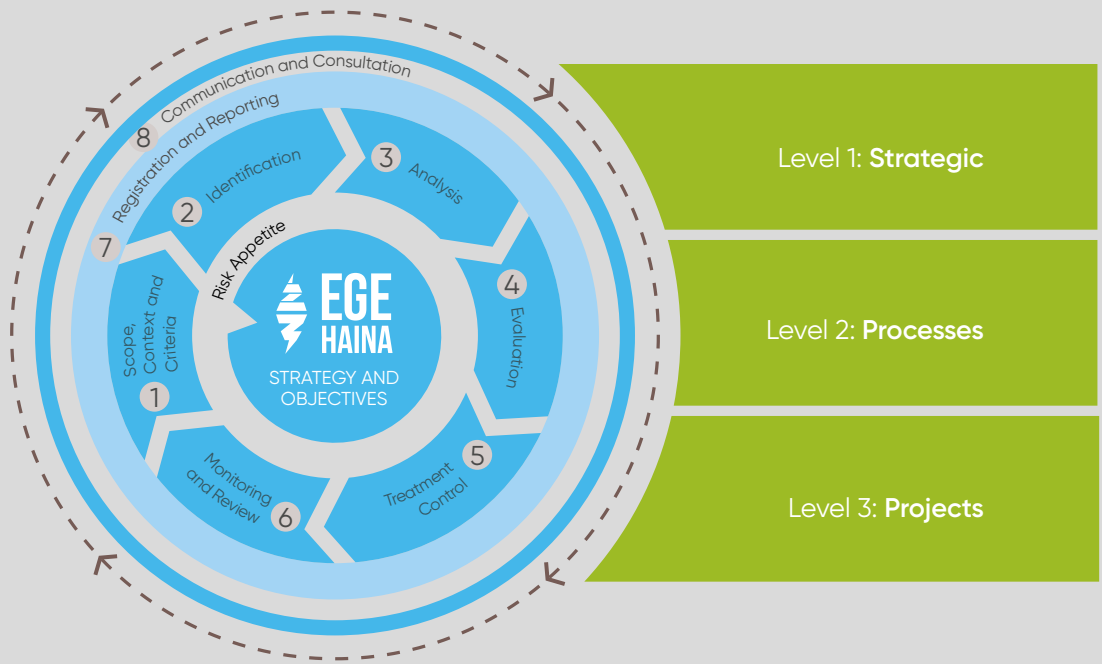 8 Communication and Consultation
7 Registration and Reporting
Risk Appetite
EGE
HAINA
STRATEGY AND
OBJECTIVES
1 Scope,
Context and
Criteria
2 Identification
3 Analysis
4 Evaluation
5 Treatment
Control
6 Monitoring
and Review
Level 1: Strategic
Level 2: Processes
Level 3: Projects